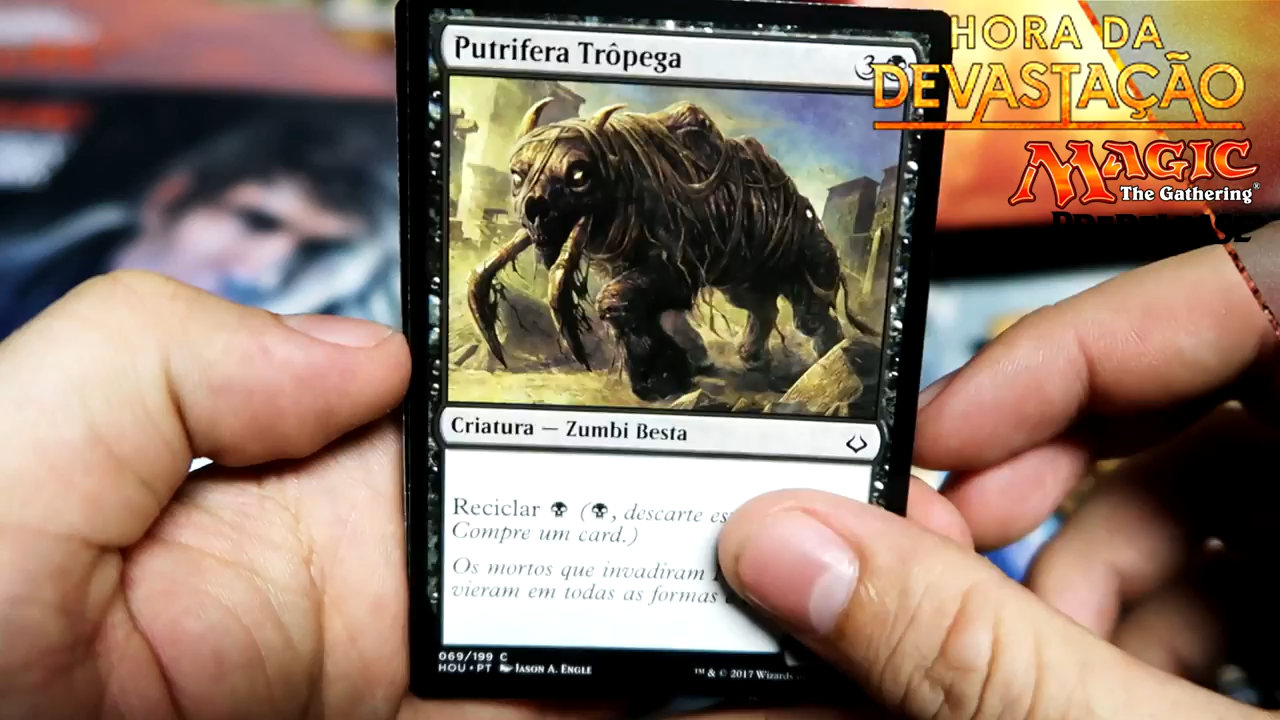 Putrifera Trôpega
3
HORA DA
DEVASTAÇÃO
MAGIC
The Gathering®
Criatura — Zumbi Besta
Reciclar (, descarte es
Compre um card.)
Os mortos que invadiram
vieram em todas as formas
069/199 C
HOU • PT JASON A. ENGLE
™ & © 2017 Wizards